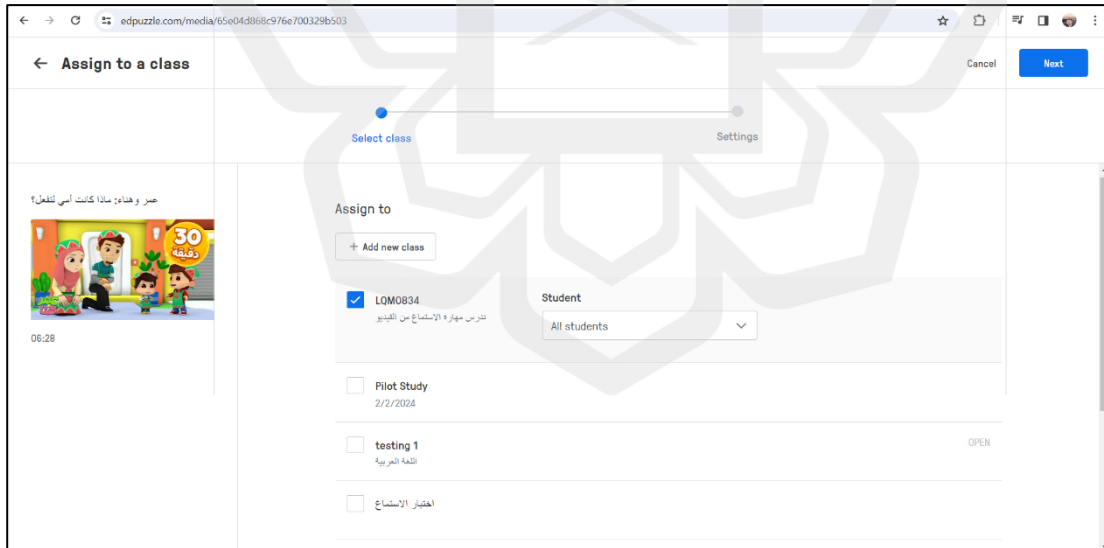 edpuzzle.com/media/65e04d868c976e700329b503
Assign to a class
Cancel
Next
Select class
Settings
عمر و هناء: ماذا كانت أمي لتفعل؟
30
دقيقة
06:28
Assign to
+ Add new class
LQM0834
تدرس مهارة الاستماع من الفيديو
Student
All students
Pilot Study
2/2/2024
testing 1
اللغة العربية
OPEN
اختبار الاستماع